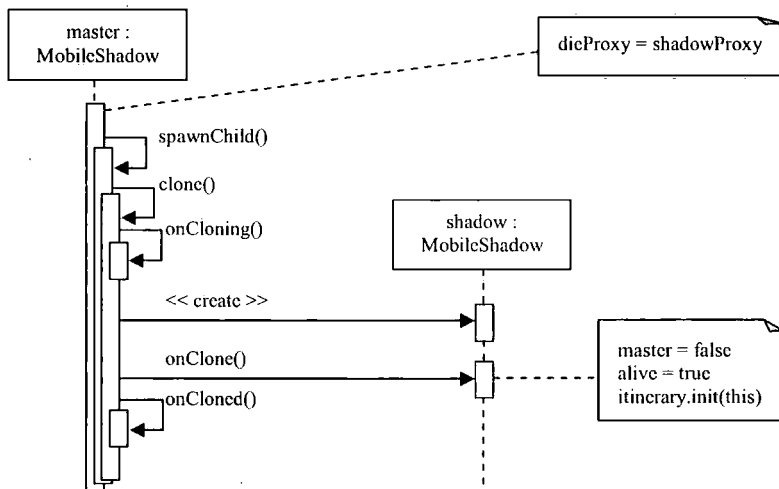 master :
MobileShadow
dieProxy = shadowProxy
spawnChild()
clone()
onCloning()
shadow :
MobileShadow
<< create >>
onClone()
master = false
alive = true
itinerary.init(this)
onCloned()